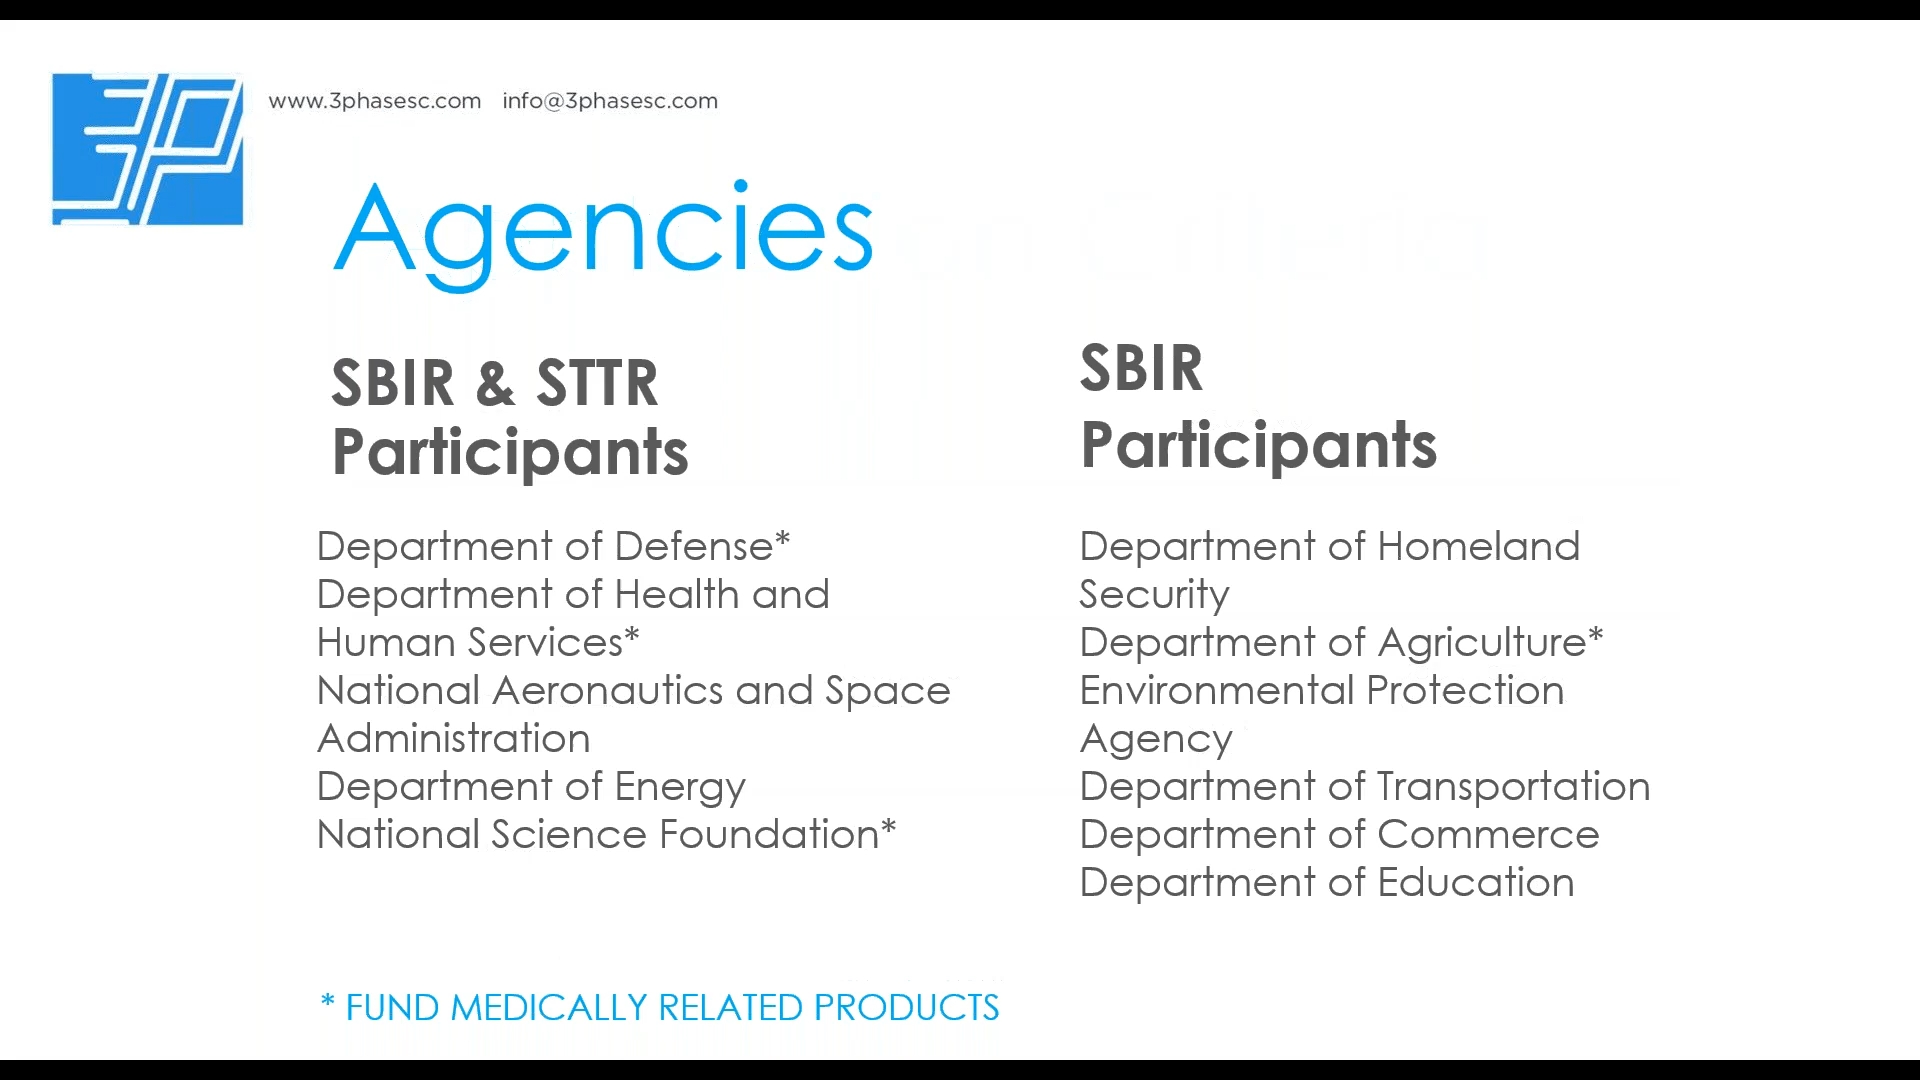 www.3phasesc.com info@3phasesc.com
Agencies
SBIR & STTR
Participants
Department of Defense*
Department of Health and
Human Services*
National Aeronautics and Space
Administration
Department of Energy
National Science Foundation*
SBIR
Participants
Department of Homeland
Security
Department of Agriculture*
Environmental Protection
Agency
Department of Transportation
Department of Commerce
Department of Education
* FUND MEDICALLY RELATED PRODUCTS